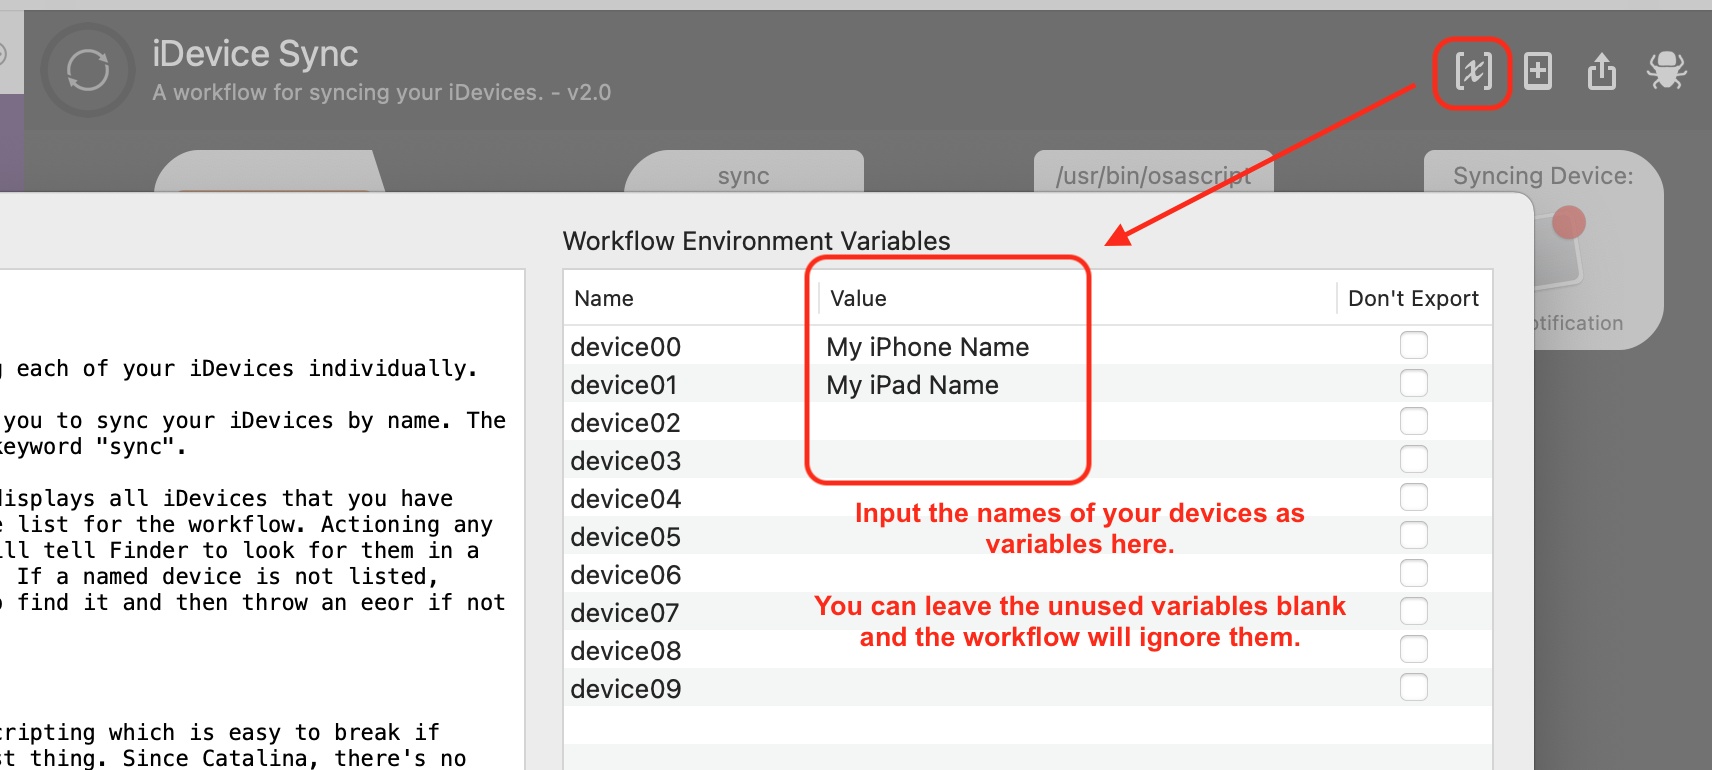 iDevice Sync
A workflow for syncing your iDevices. - v2.0
[x]
sync
/usr/bin/osascript
Syncing Device:
Workflow Environment Variables
Name Value Don't Export
device00 My iPhone Name
device01 My iPad Name
device02
device03
device04
device05
device06
device07
device08
device09
Input the names of your devices as
variables here.
You can leave the unused variables blank
and the workflow will ignore them.
each of your iDevices individually.
you to sync your iDevices by name. The
keyword "sync".
displays all iDevices that you have
list for the workflow. Actioning any
will tell Finder to look for them in a
If a named device is not listed,
find it and then throw an eeor if not
scripting which is easy to break if
thing. Since Catalina, there's no